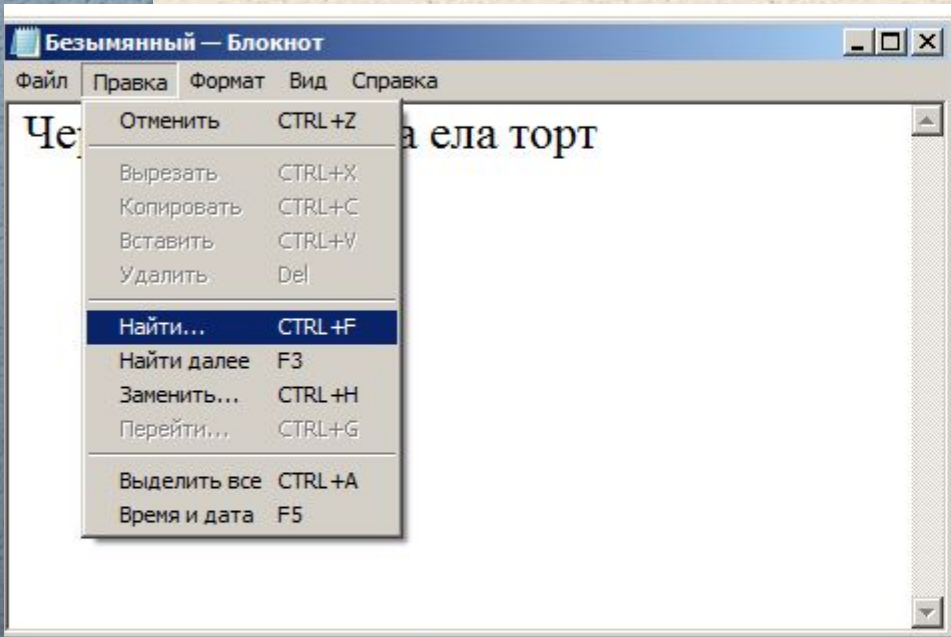 Безымянный — Блокнот
Файл Правка Формат Вид Справка
а ела торт
Отменить CTRL+Z
Вырезать CTRL+X
Копировать CTRL+C
Вставить CTRL+V
Удалить Del
Найти... CTRL+F
Найти далее F3
Заменить... CTRL+H
Перейти... CTRL+G
Выделить все CTRL+A
Время и дата F5